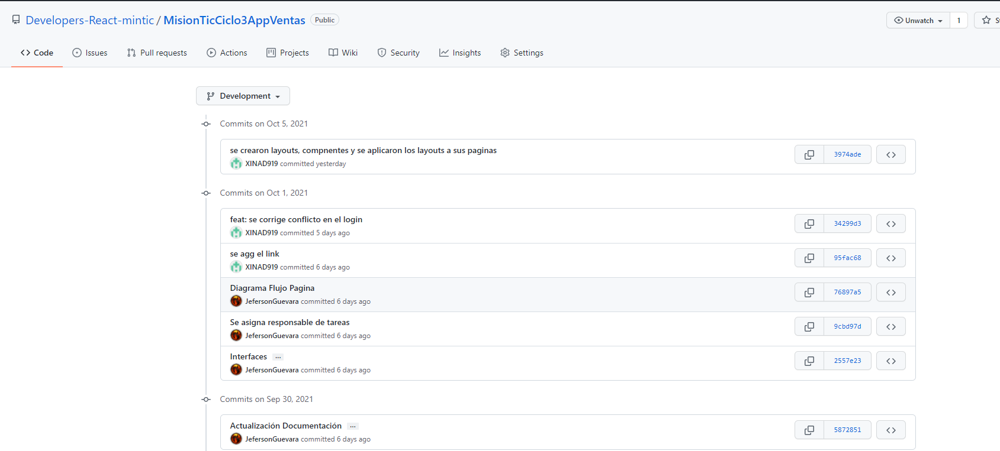 Developers-React-mintic / MisionTicCiclo3AppVentas Public
Unwatch 1
Code Issues Pull requests Actions Projects Wiki Security Insights Settings
Development
Commits on Oct 5, 2021
se crearon layouts, compnentes y se aplicaron los layouts a sus paginas
XINAD919 committed yesterday
3974ade
Commits on Oct 1, 2021
feat: se corrige conflicto en el login
XINAD919 committed 5 days ago
34299d3
se agg el link
XINAD919 committed 6 days ago
95fac68
Diagrama Flujo Pagina
JefersonGuevara committed 6 days ago
76897a5
Se asigna responsable de tareas
JefersonGuevara committed 6 days ago
9cbd97d
Interfaces ...
JefersonGuevara committed 6 days ago
2557e23
Commits on Sep 30, 2021
Actualización Documentación ...
JefersonGuevara committed 6 days ago
5872851